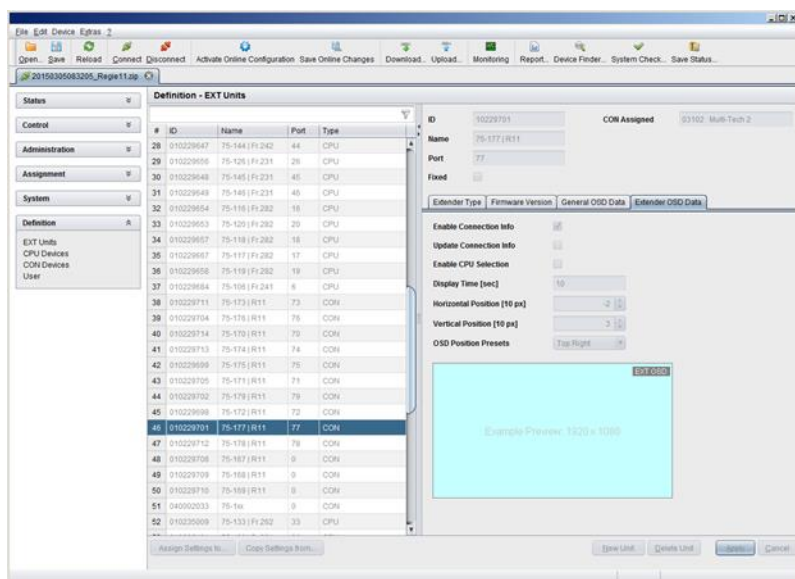 File Edit Device Extras ?
Open... Save Reload Connect Disconnect Activate Online Configuration Save Online Changes Download... Upload... Monitoring Report... Device Finder... System Check... Save Status...
20150305083205_Regie11.zip
Status
Control
Administration
Assignment
System
Definition
EXT Units
CPU Devices
CON Devices
User
Definition - EXT Units
# ID Name Port Type
28 010229647 75-144 | Fr.242 44 CPU
29 010229656 75-126 | Fr.231 26 CPU
30 010229648 75-145 | Fr.231 45 CPU
31 010229649 75-146 | Fr.231 46 CPU
32 010229654 75-116 | Fr.282 16 CPU
33 010229653 75-120 | Fr.282 20 CPU
34 010229657 75-118 | Fr.282 18 CPU
35 010229667 75-117 | Fr.282 17 CPU
36 010229658 75-119 | Fr.282 19 CPU
37 010229684 75-106 | Fr.241 6 CPU
38 010229711 75-173 | R11 73 CON
39 010229704 75-176 | R11 76 CON
40 010229714 75-170 | R11 70 CON
41 010229713 75-174 | R11 74 CON
42 010229699 75-175 | R11 75 CON
43 010229705 75-171 | R11 71 CON
44 010229702 75-179 | R11 79 CON
45 010229698 75-172 | R11 72 CON
46 010229701 75-177 | R11 77 CON
47 010229712 75-178 | R11 78 CON
48 010229708 75-167 | R11 0 CON
49 010229709 75-168 | R11 0 CON
50 010229710 75-169 | R11 0 CON
51 040002033 75-1xx 0 CON
52 010235009 75-133 | Fr.262 33 CPU
Assign Settings to... Copy Settings from...
ID 10229701 CON Assigned 03102 Multi-Tech 2
Name 75-177 | R11
Port 77
Fixed
Extender Type Firmware Version General OSD Data Extender OSD Data
Enable Connection Info
Update Connection Info
Enable CPU Selection
Display Time [sec] 10
Horizontal Position [10 px] -2
Vertical Position [10 px] 3
OSD Position Presets Top Right
EXT OSD
Example Preview: 1920 x 1080
New Unit Delete Unit Apply Cancel